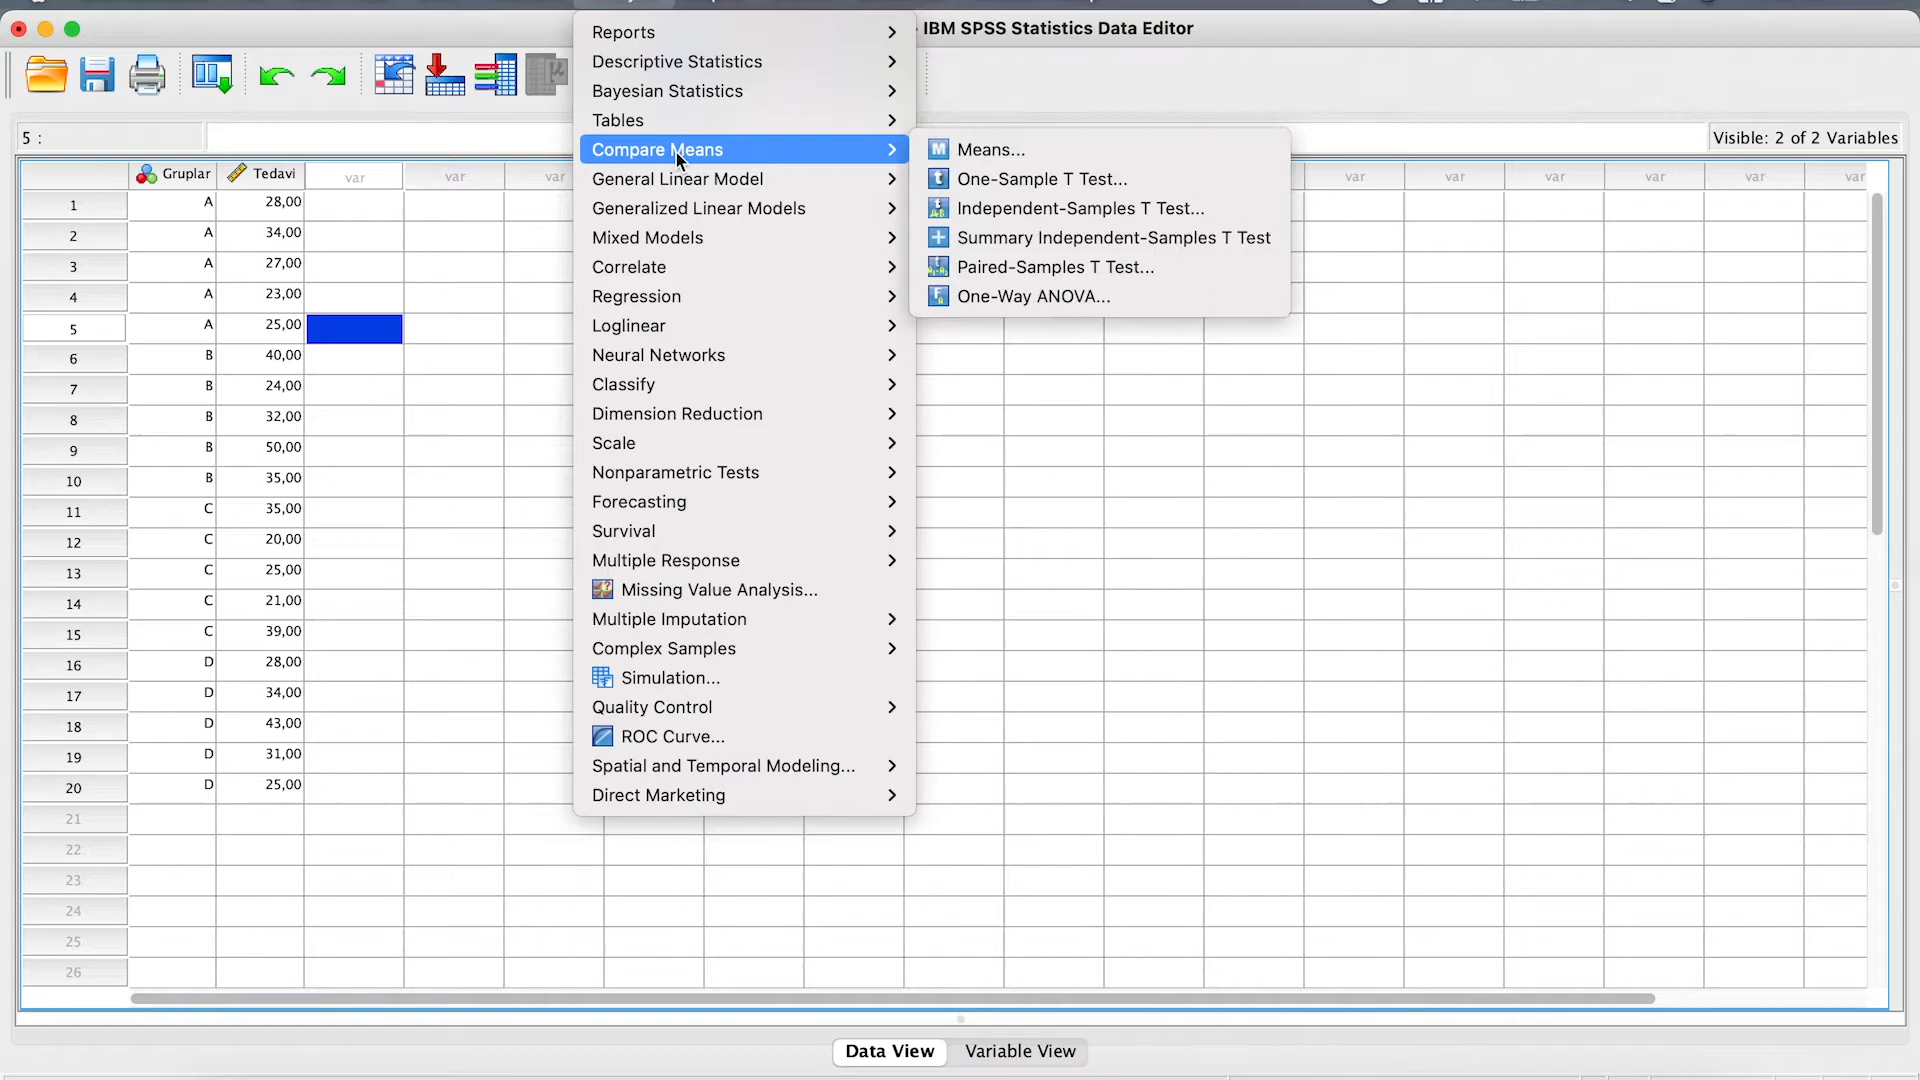 - IBM SPSS Statistics Data Editor
5 :
Visible: 2 of 2 Variables
Gruplar Tedavi var var var var var var var var var
1 A 28,00
2 A 34,00
3 A 27,00
4 A 23,00
5 A 25,00
6 B 40,00
7 B 24,00
8 B 32,00
9 B 50,00
10 B 35,00
11 C 35,00
12 C 20,00
13 C 25,00
14 C 21,00
15 C 39,00
16 D 28,00
17 D 34,00
18 D 43,00
19 D 31,00
20 D 25,00
21
22
23
24
25
26
Reports
Descriptive Statistics
Bayesian Statistics
Tables
Compare Means
General Linear Model
Generalized Linear Models
Mixed Models
Correlate
Regression
Loglinear
Neural Networks
Classify
Dimension Reduction
Scale
Nonparametric Tests
Forecasting
Survival
Multiple Response
Missing Value Analysis...
Multiple Imputation
Complex Samples
Simulation...
Quality Control
ROC Curve...
Spatial and Temporal Modeling...
Direct Marketing
Means...
One-Sample T Test...
Independent-Samples T Test...
Summary Independent-Samples T Test
Paired-Samples T Test...
One-Way ANOVA...
Data View Variable View